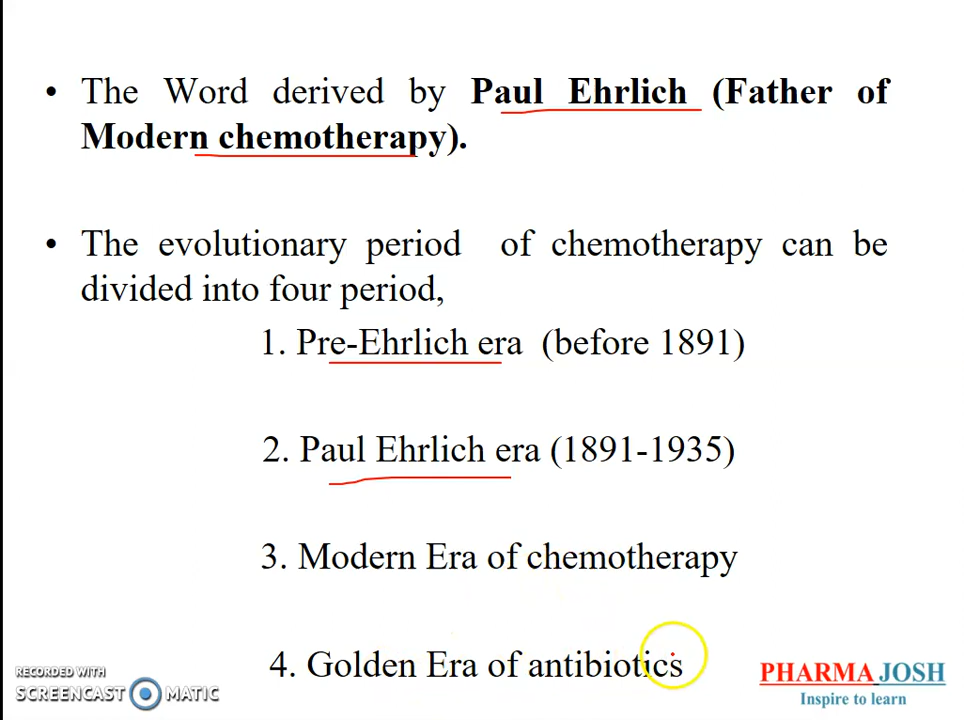 • The Word derived by Paul Ehrlich (Father of
Modern chemotherapy).
• The evolutionary period of chemotherapy can be
divided into four period,
1. Pre-Ehrlich era (before 1891)
2. Paul Ehrlich era (1891-1935)
3. Modern Era of chemotherapy
4. Golden Era of antibiotics
RECORDED WITH
SCREENCAST MATIC
PHARMA JOSH
Inspire to learn